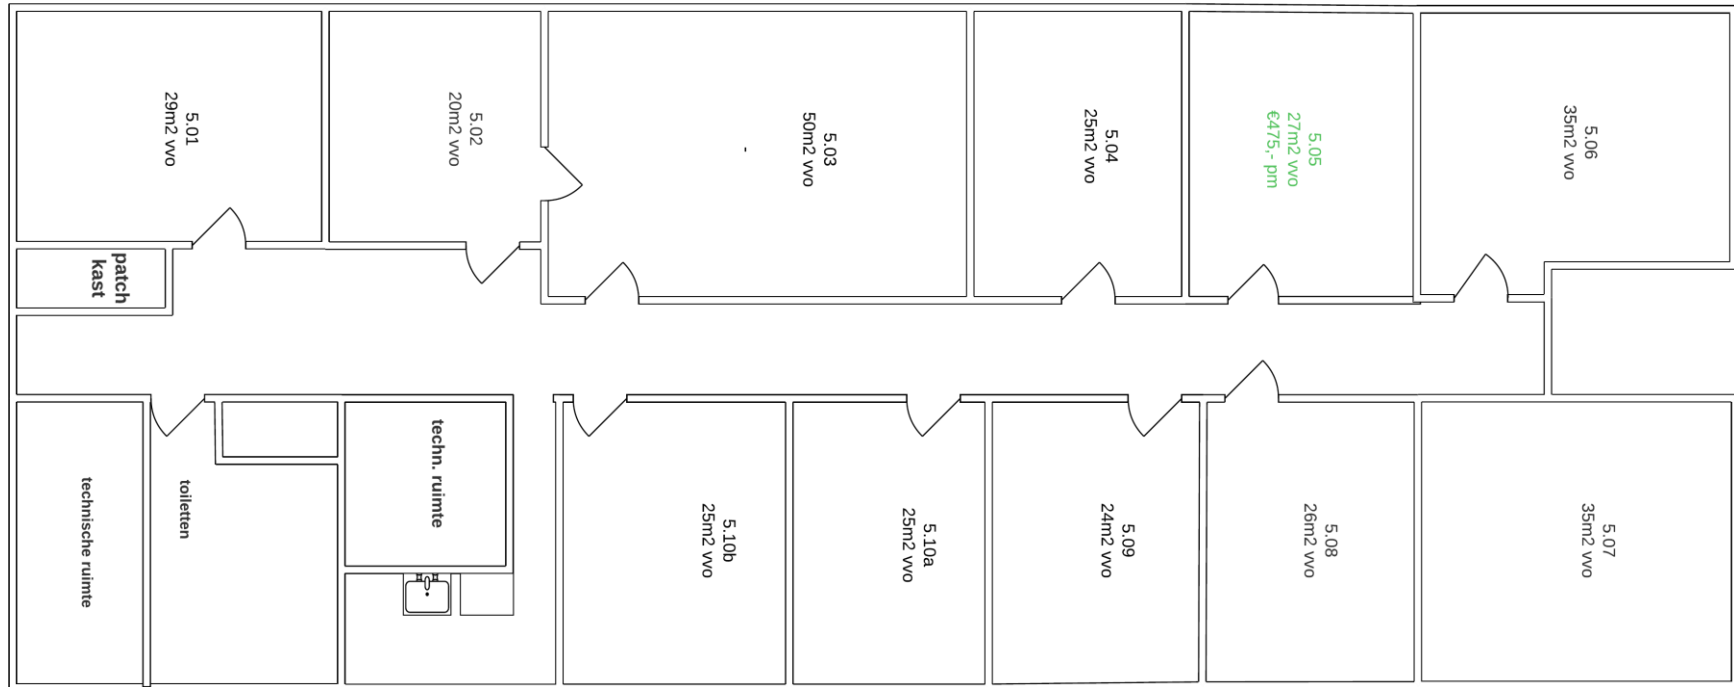 5.01
29m2 vvo
5.02
20m2 vvo
5.03
50m2 vvo
-
5.04
25m2 vvo
5.05
27m2 vvo
€475,- pm
5.06
35m2 vvo
patch
kast
technische ruimte
toiletten
techn. ruimte
5.10b
25m2 vvo
5.10a
25m2 vvo
5.09
24m2 vvo
5.08
26m2 vvo
5.07
35m2 vvo